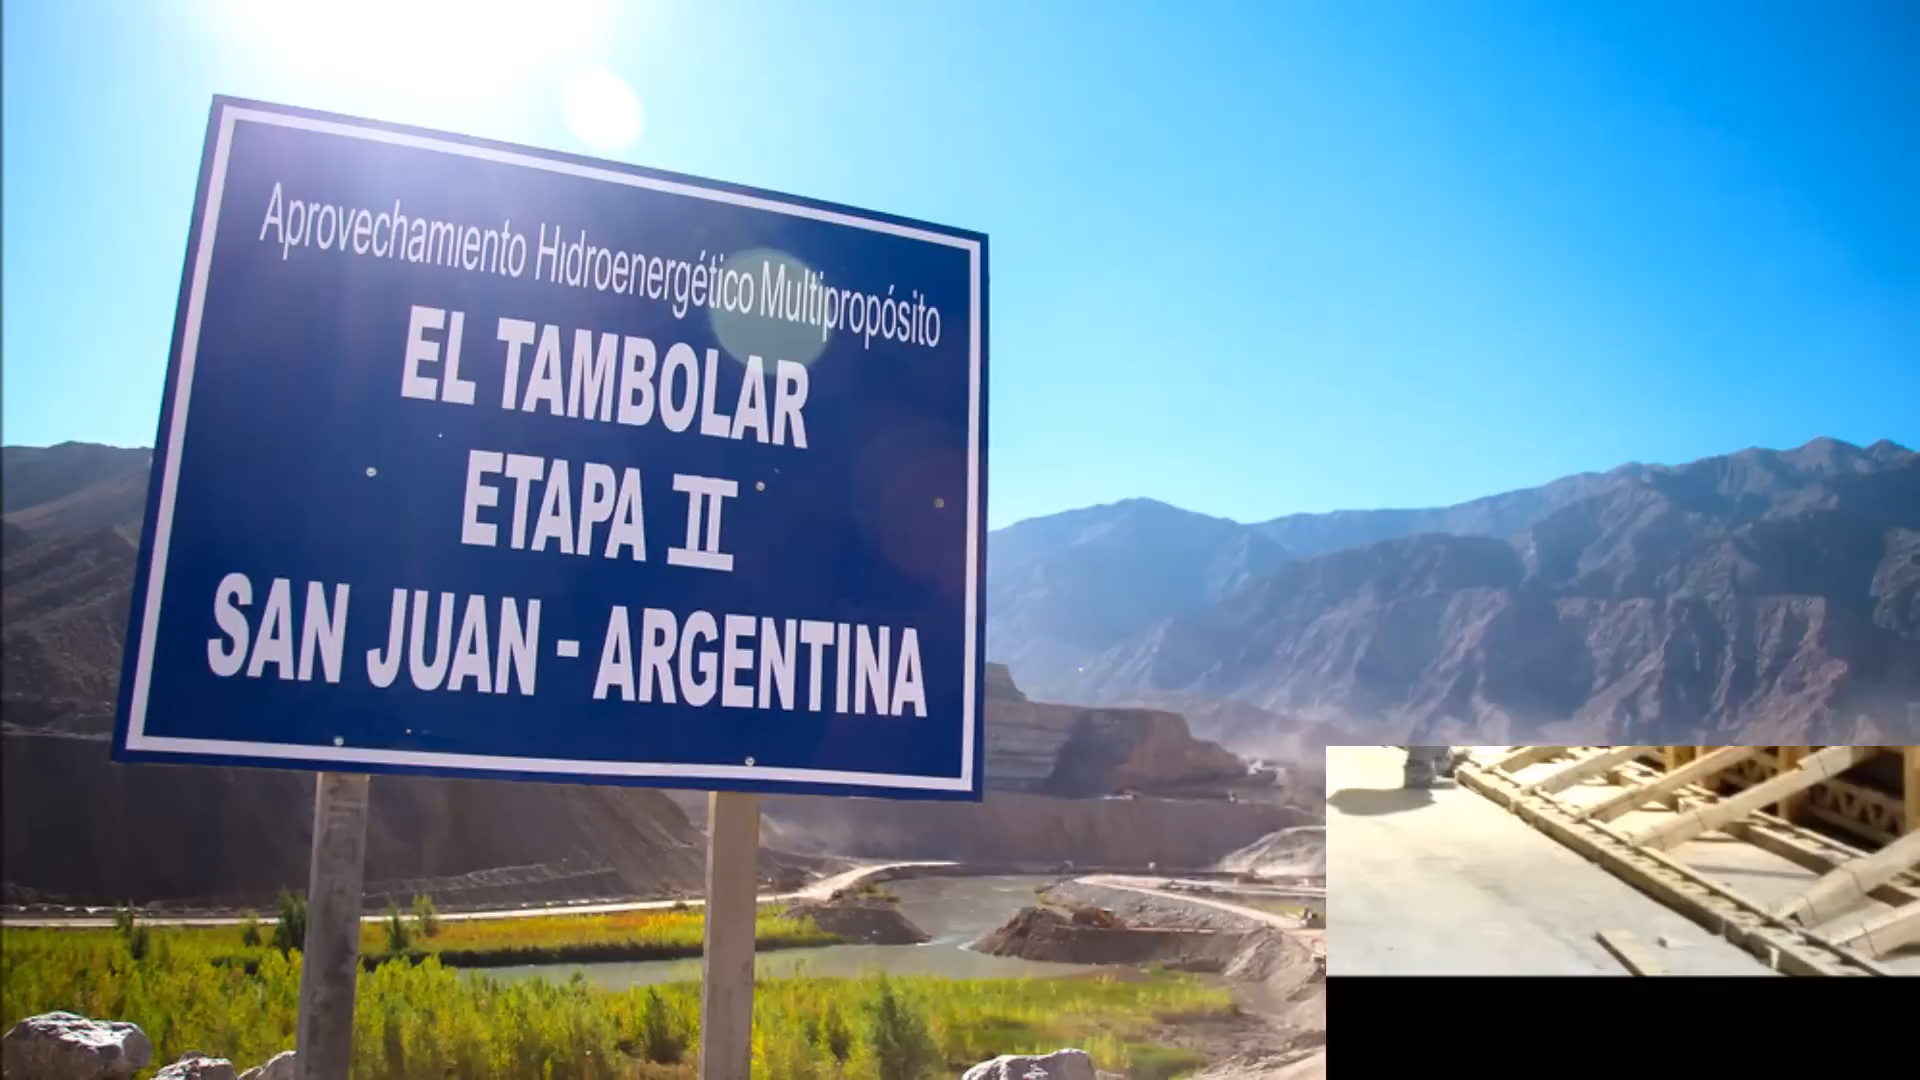 Aprovechamiento Hidroenergético Multipropósito
EL TAMBOLAR
ETAPA II
SAN JUAN - ARGENTINA